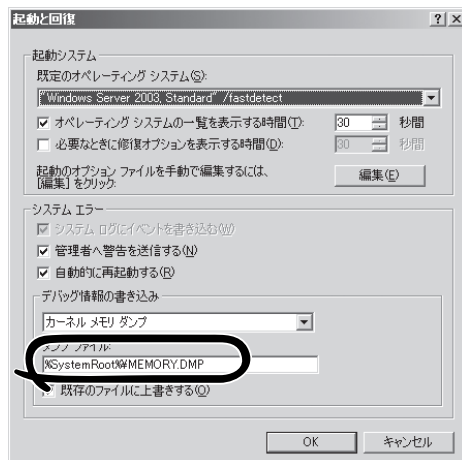 起動と回復
起動システム
既定のオペレーティング システム(S):
"Windows Server 2003, Standard" /fastdetect
オペレーティング システムの一覧を表示する時間(T): 30 秒間
必要なときに修復オプションを表示する時間(D): 30 秒間
起動のオプション ファイルを手動で編集するには、
[編集] をクリック: 編集(E)
システム エラー
システム ログにイベントを書き込む(W)
管理者へ警告を送信する(N)
自動的に再起動する(R)
デバッグ情報の書き込み
カーネル メモリ ダンプ
ダンプ ファイル:
%SystemRoot%¥MEMORY.DMP
既存のファイルに上書きする(O)
OK キャンセル